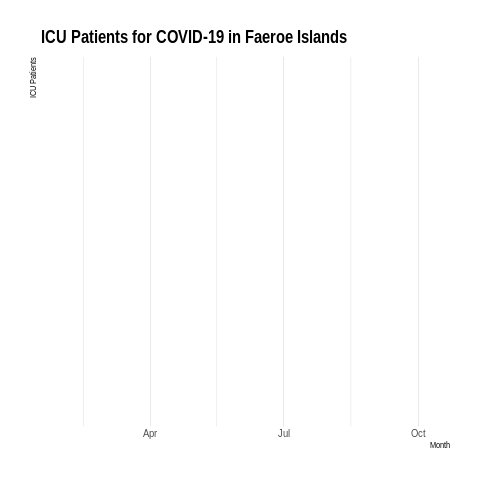 ICU Patients for COVID-19 in Faeroe Islands
ICU Patients
Apr Jul Oct
Month